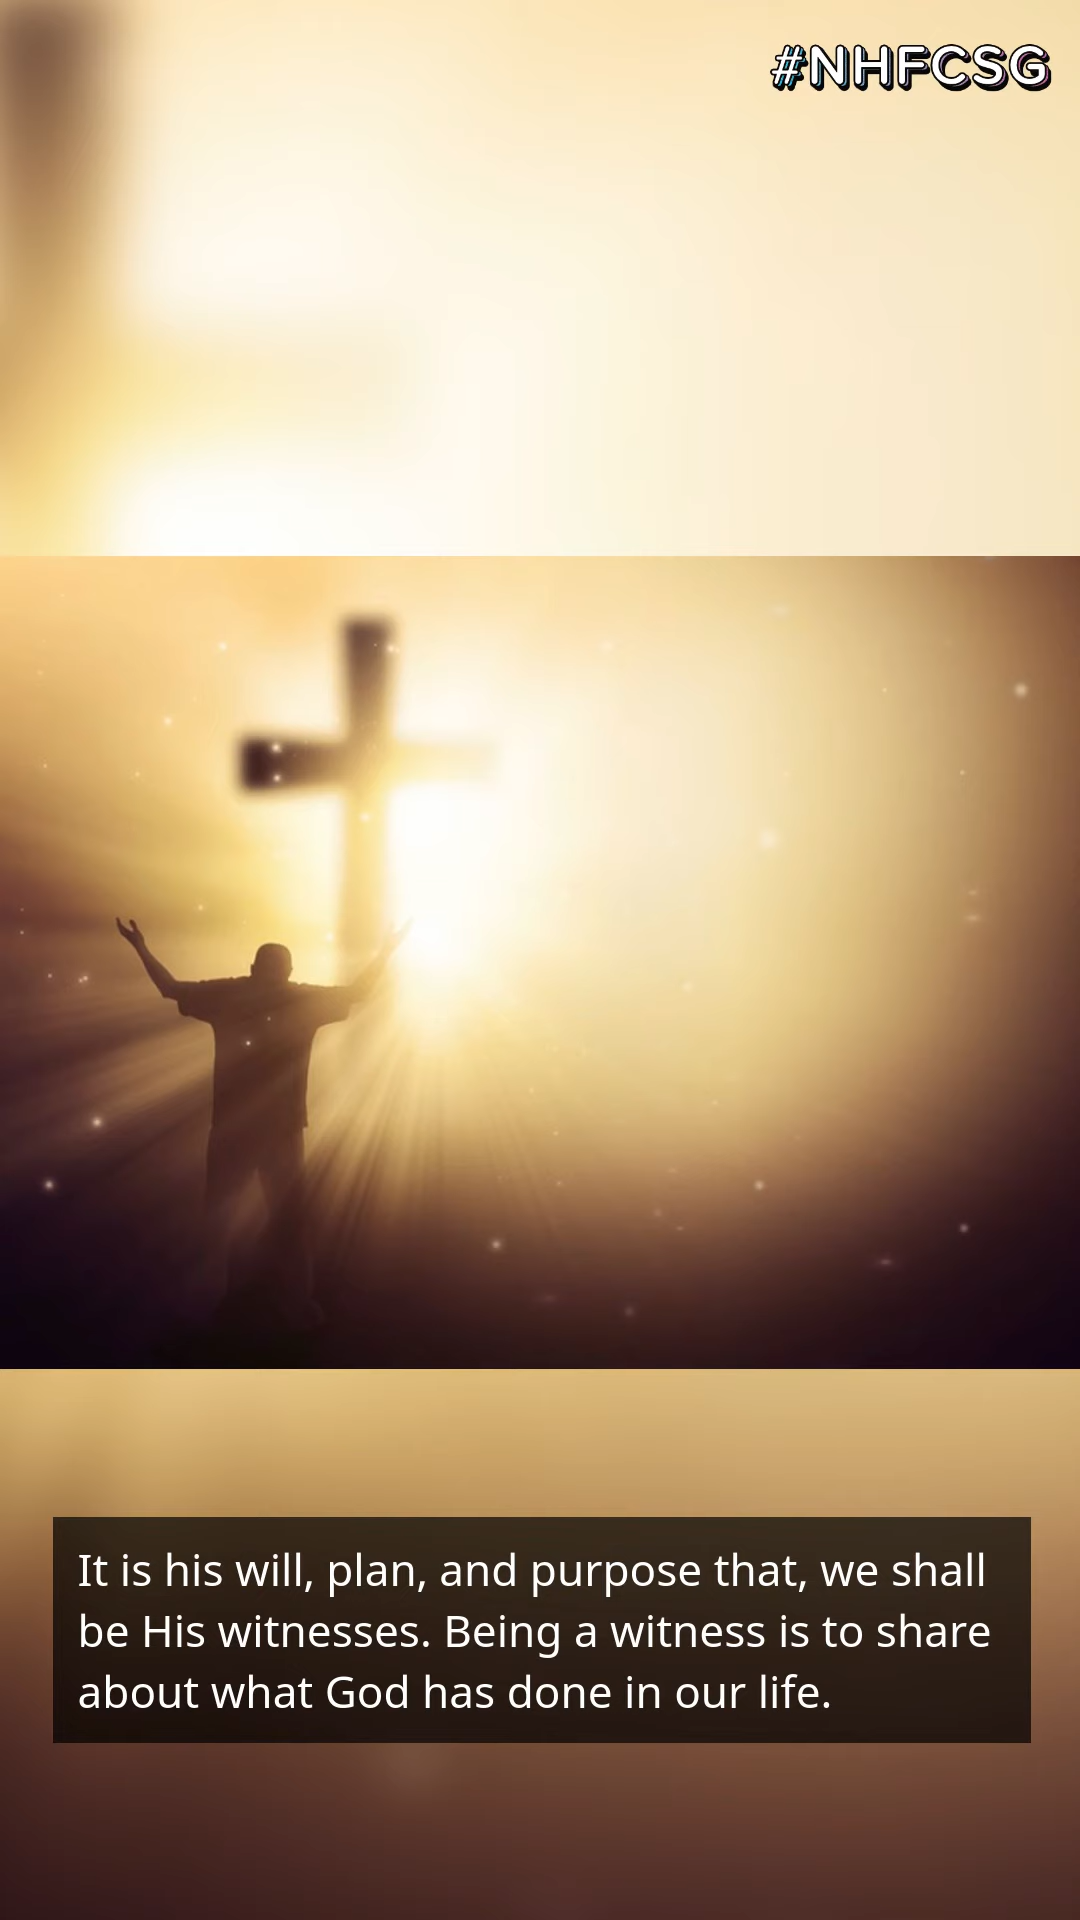 #NHFCSG
It is his will, plan, and purpose that, we shall
be His witnesses. Being a witness is to share
about what God has done in our life.